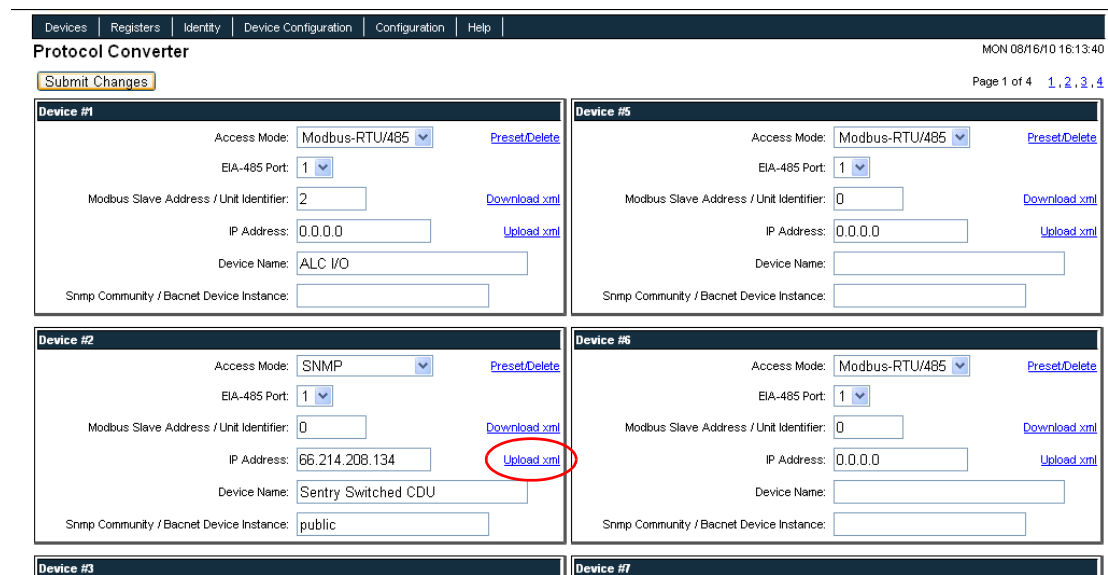 Devices Registers Identity Device Configuration Configuration Help
Protocol Converter MON 08/16/10 16:13:40
Submit Changes Page 1 of 4 1,2,3,4
Device #1
Access Mode: Modbus-RTU/485 Preset/Delete
EIA-485 Port: 1
Modbus Slave Address / Unit Identifier: 2 Download xml
IP Address: 0.0.0.0 Upload xml
Device Name: ALC I/O
Snmp Community / Bacnet Device Instance:
Device #5
Access Mode: Modbus-RTU/485 Preset/Delete
EIA-485 Port: 1
Modbus Slave Address / Unit Identifier: 0 Download xml
IP Address: 0.0.0.0 Upload xml
Device Name:
Snmp Community / Bacnet Device Instance:
Device #2
Access Mode: SNMP Preset/Delete
EIA-485 Port: 1
Modbus Slave Address / Unit Identifier: 0 Download xml
IP Address: 66.214.208.134 Upload xml
Device Name: Sentry Switched CDU
Snmp Community / Bacnet Device Instance: public
Device #6
Access Mode: Modbus-RTU/485 Preset/Delete
EIA-485 Port: 1
Modbus Slave Address / Unit Identifier: 0 Download xml
IP Address: 0.0.0.0 Upload xml
Device Name:
Snmp Community / Bacnet Device Instance:
Device #3
Device #7